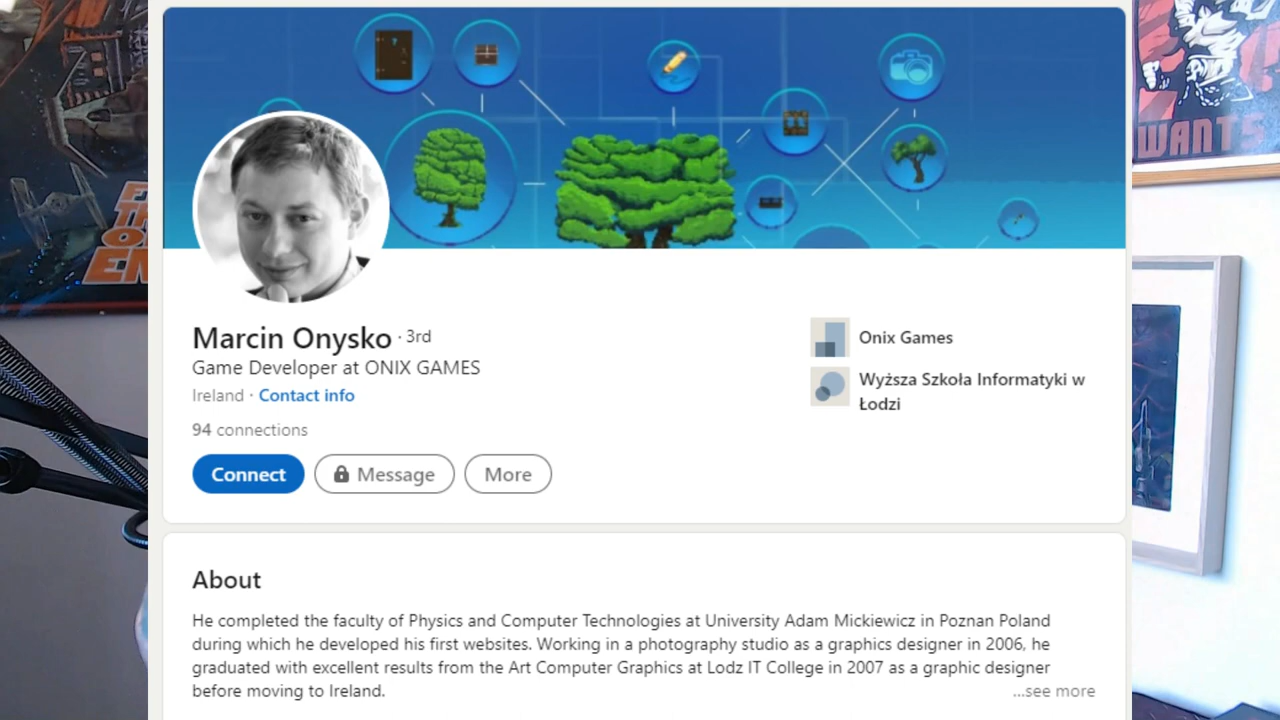 WANTS
Marcin Onysko · 3rd
Game Developer at ONIX GAMES
Ireland · Contact info
94 connections
Connect
Message
More
Onix Games
Wyższa Szkoła Informatyki w
Łodzi
About
He completed the faculty of Physics and Computer Technologies at University Adam Mickiewicz in Poznan Poland
during which he developed his first websites. Working in a photography studio as a graphics designer in 2006, he
graduated with excellent results from the Art Computer Graphics at Lodz IT College in 2007 as a graphic designer
before moving to Ireland.
...see more